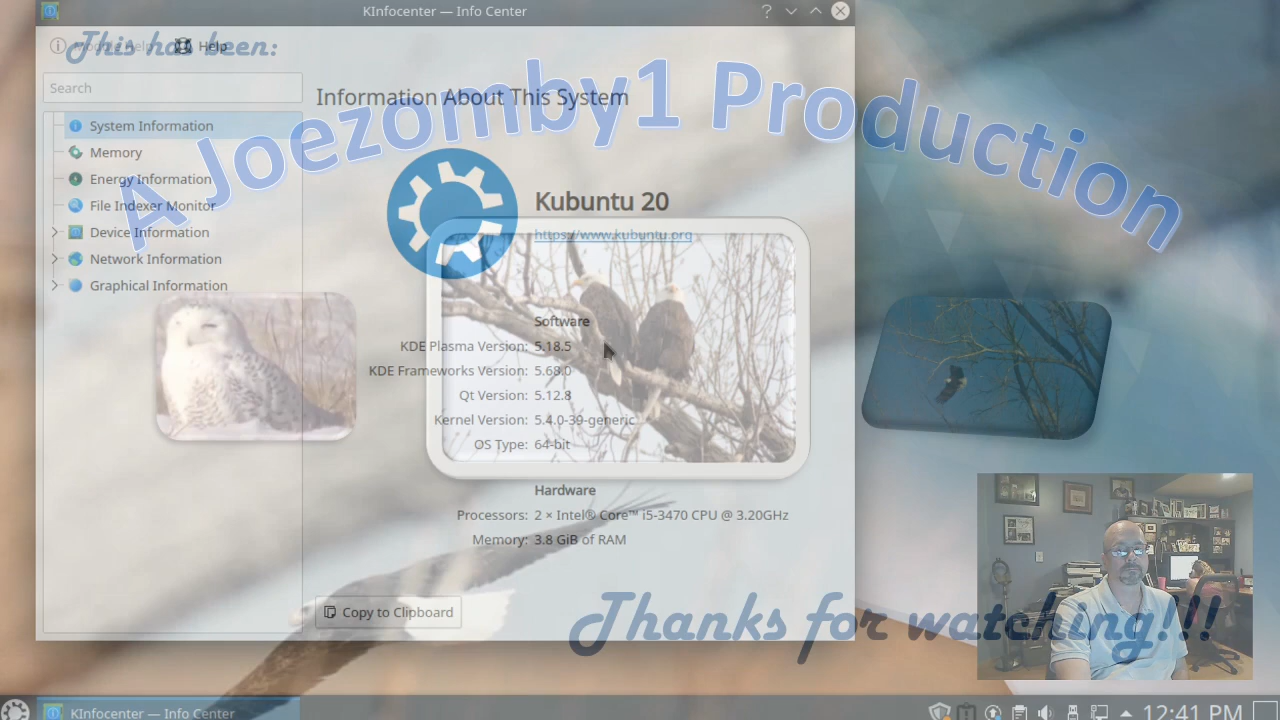 KInfocenter — Info Center
This has been:
Module Help
Help
Search
Information About This System
A Joezomby1 Production
System Information
Memory
Energy Information
File Indexer Monitor
Device Information
Network Information
Graphical Information
Kubuntu 20
https://www.kubuntu.org
Software
KDE Plasma Version: 5.18.5
KDE Frameworks Version: 5.68.0
Qt Version: 5.12.8
Kernel Version: 5.4.0-39-generic
OS Type: 64-bit
Hardware
Processors: 2 × Intel® Core™ i5-3470 CPU @ 3.20GHz
Memory: 3.8 GiB of RAM
Copy to Clipboard
Thanks for watching!!!
KInfocenter — Info Center
12:41 PM